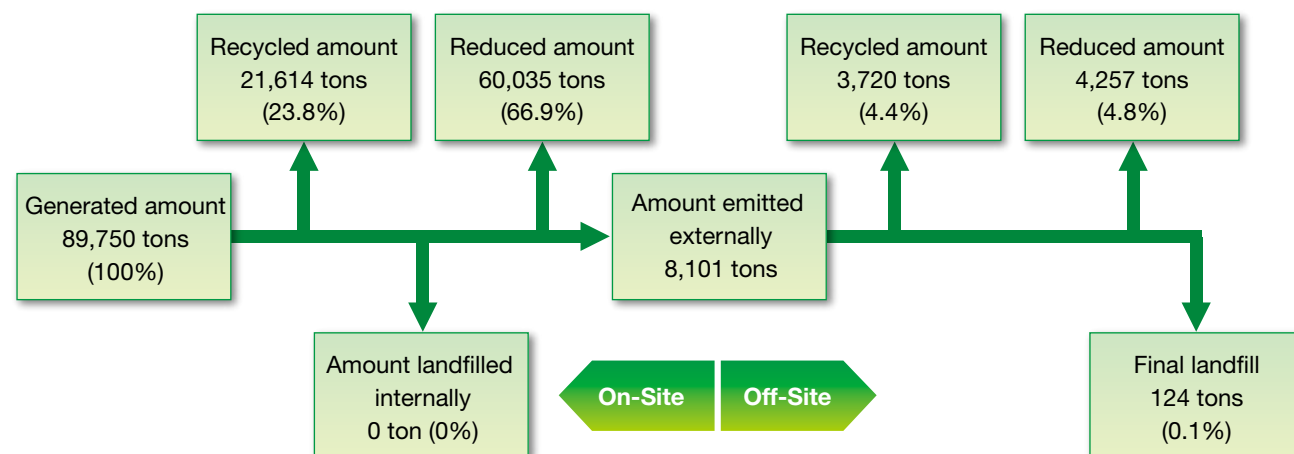 Recycled amount
21,614 tons
(23.8%)
Reduced amount
60,035 tons
(66.9%)
Recycled amount
3,720 tons
(4.4%)
Reduced amount
4,257 tons
(4.8%)
Generated amount
89,750 tons
(100%)
Amount emitted
externally
8,101 tons
Amount landfilled
internally
0 ton (0%)
On-Site
Off-Site
Final landfill
124 tons
(0.1%)